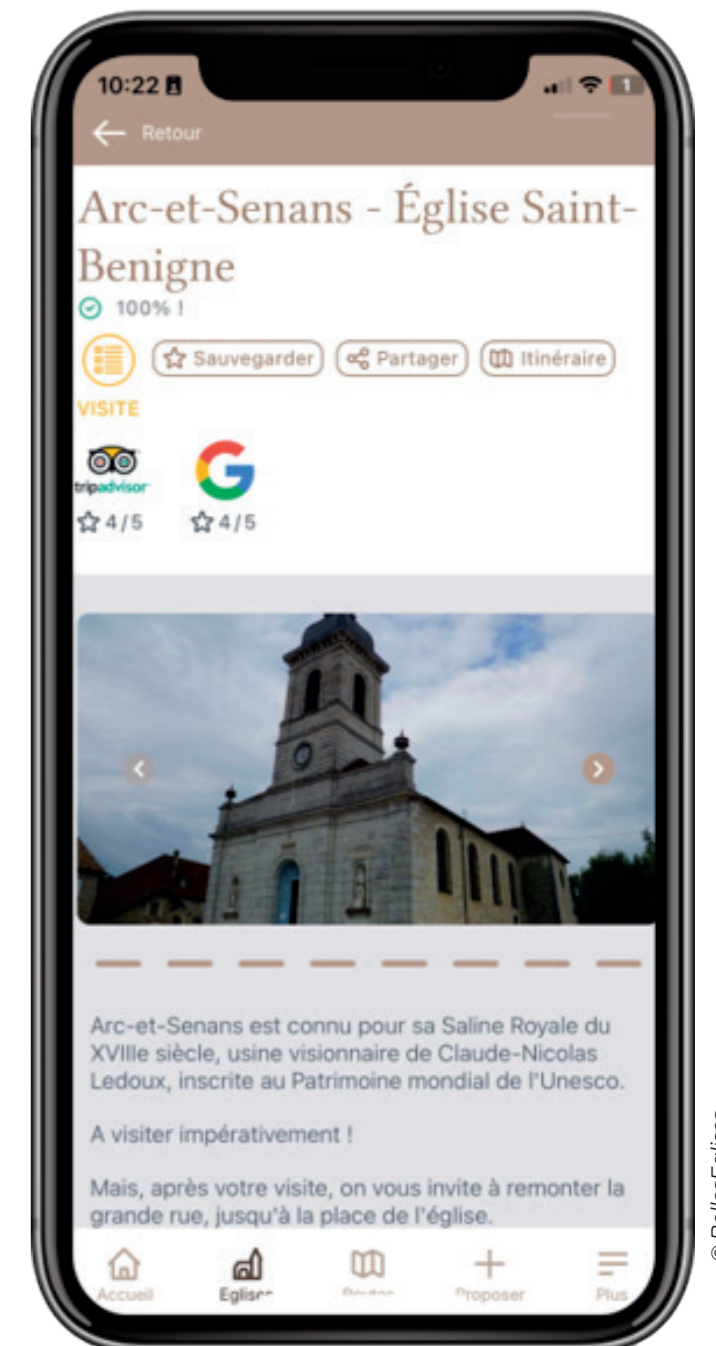 10:22
1
Retour
Arc-et-Senans - Église Saint-
Benigne
100% !
Sauvegarder
Partager
Itinéraire
VISITE
tripadvisor
4/5
4/5
Arc-et-Senans est connu pour sa Saline Royale du
XVIIIe siècle, usine visionnaire de Claude-Nicolas
Ledoux, inscrite au Patrimoine mondial de l'Unesco.
A visiter impérativement !
Mais, après votre visite, on vous invite à remonter la
grande rue, jusqu'à la place de l'église.
Accueil
Proposer
Plus